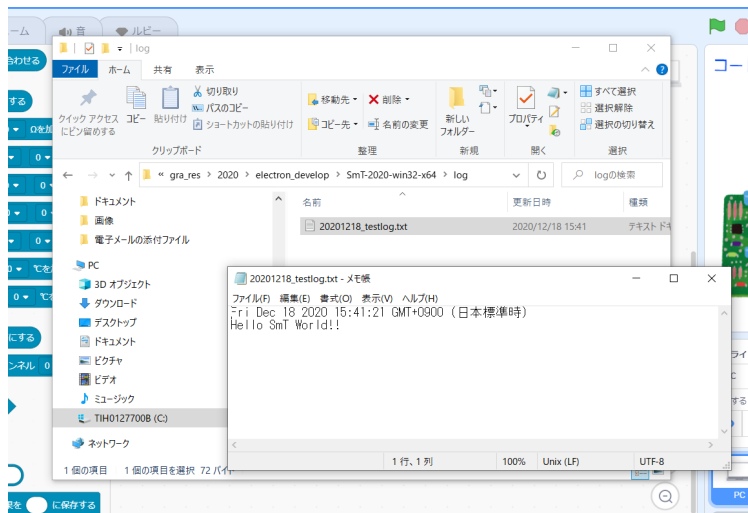 ーム
音
ルビー
log
ファイル ホーム 共有 表示
クイック アクセス
にピン留めする
コピー
貼り付け
切り取り
パスのコピー
ショートカットの貼り付け
移動先
コピー先
削除
名前の変更
新しい
フォルダー
プロパティ
すべて選択
選択解除
選択の切り替え
クリップボード 整理 新規 開く 選択
« gra_res > 2020 > electron_develop > SmT-2020-win32-x64 > log
logの検索
ドキュメント
画像
電子メールの添付ファイル
PC
3D オブジェクト
ダウンロード
デスクトップ
ドキュメント
ピクチャ
ビデオ
ミュージック
TIH0127700B (C:)
ネットワーク
名前 更新日時 種類
20201218_testlog.txt 2020/12/18 15:41 テキスト ドキ
1 個の項目 1 個の項目を選択 72 バイト
20201218_testlog.txt - メモ帳
ファイル(F) 編集(E) 書式(O) 表示(V) ヘルプ(H)
Fri Dec 18 2020 15:41:21 GMT+0900 (日本標準時)
Hello SmT World!!
1 行、1 列 100% Unix (LF) UTF-8
合わせる
する
0 Ωを加
0
0
0
0
0 ℃を
0 ℃
にする
ンネル 0
果を に保存する
コー
ライ
C
する
PC